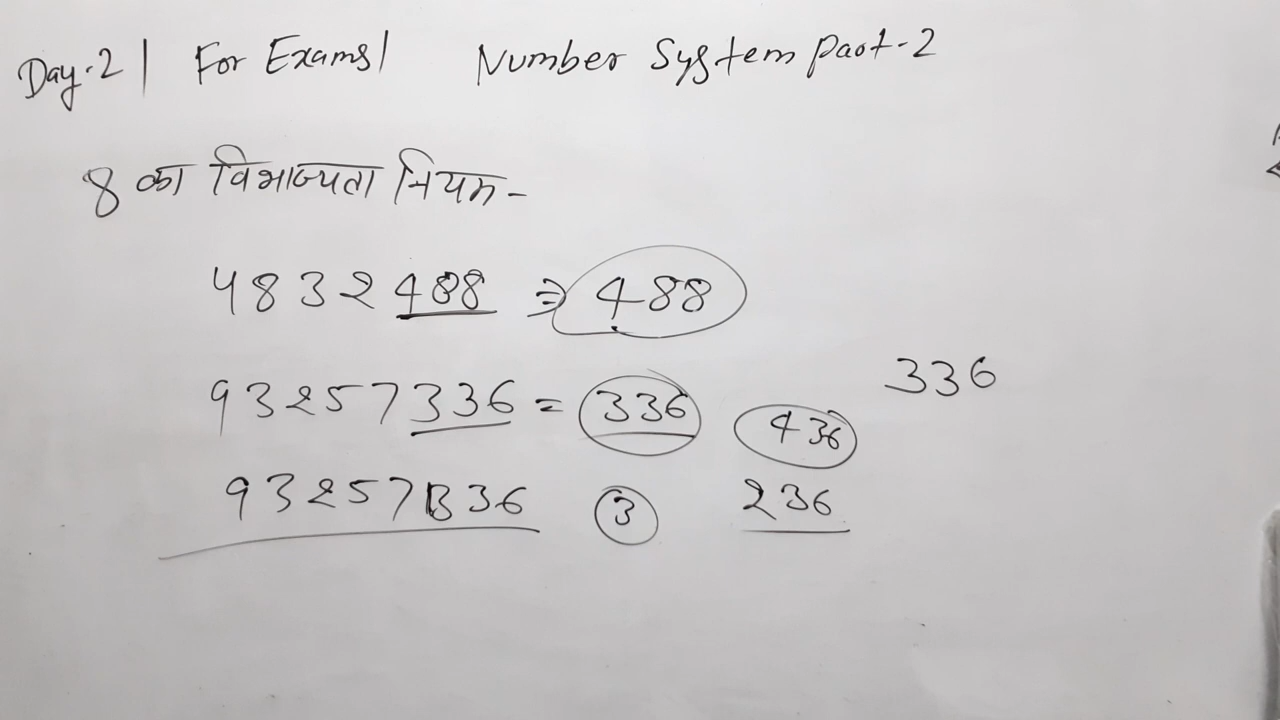 Day-2 | For Exams | Number System Part-2
8 का विभाज्यता नियम-
4832488 ⇒ 488
93257336 = 336 436 336
93257336 3 236